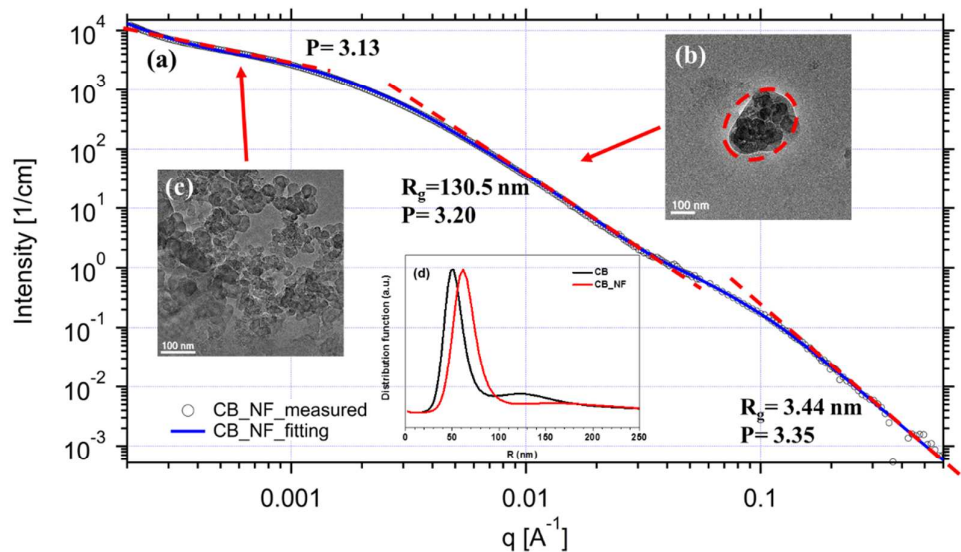 10⁴
10³
10²
10¹
10⁰
10⁻¹
10⁻²
10⁻³
Intensity [1/cm]
(a)
P= 3.13
(b)
100 nm
(c)
100 nm
R_g=130.5 nm
P= 3.20
(d)
CB
CB_NF
Distribution function (a.u.)
0 50 100 150 200 250
R (nm)
CB_NF_measured
CB_NF_fitting
R_g= 3.44 nm
P= 3.35
0.001 0.01 0.1
q [A⁻¹]